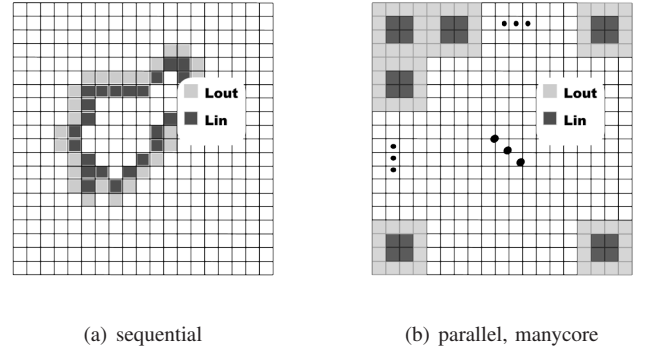 Lout
Lin
Lout
Lin
(a) sequential
(b) parallel, manycore